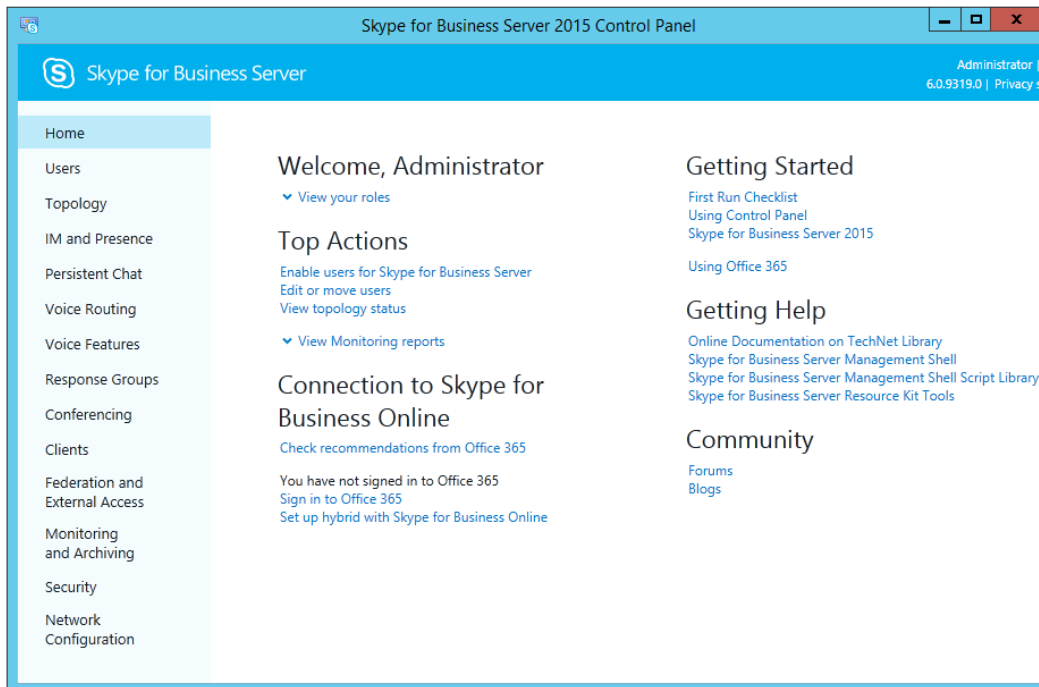 Skype for Business Server 2015 Control Panel
Skype for Business Server
Administrator |
6.0.9319.0 | Privacy s
Home
Users
Topology
IM and Presence
Persistent Chat
Voice Routing
Voice Features
Response Groups
Conferencing
Clients
Federation and
External Access
Monitoring
and Archiving
Security
Network
Configuration
Welcome, Administrator
View your roles
Top Actions
Enable users for Skype for Business Server
Edit or move users
View topology status
View Monitoring reports
Connection to Skype for
Business Online
Check recommendations from Office 365
You have not signed in to Office 365
Sign in to Office 365
Set up hybrid with Skype for Business Online
Getting Started
First Run Checklist
Using Control Panel
Skype for Business Server 2015
Using Office 365
Getting Help
Online Documentation on TechNet Library
Skype for Business Server Management Shell
Skype for Business Server Management Shell Script Library
Skype for Business Server Resource Kit Tools
Community
Forums
Blogs